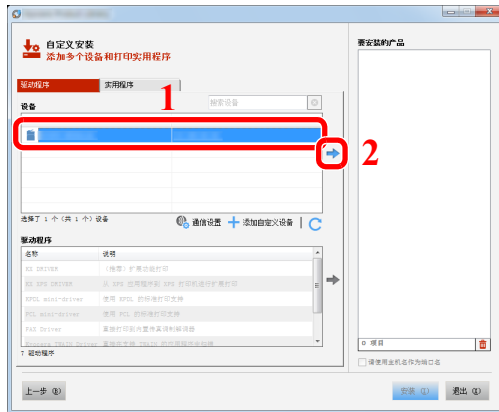 自定义安装
添加多个设备和打印实用程序
要安装的产品
驱动程序
实用程序
1
设备
搜索设备
2
选择了 1 个（共 1 个）设备
通信设置
添加自定义设备
驱动程序
名称
说明
KX DRIVER
（推荐）扩展功能打印
KX XPS DRIVER
从 XPS 应用程序到 XPS 打印机进行扩展打印
KPDL mini-driver
使用 KPDL 的标准打印支持
PCL mini-driver
使用 PCL 的标准打印支持
FAX Driver
直接打印到内置传真调制解调器
Kyocera TWAIN Driver
7 驱动程序
0 项目
请使用主机名作为端口名
上一步 (B)
安装 (I)
退出 (X)